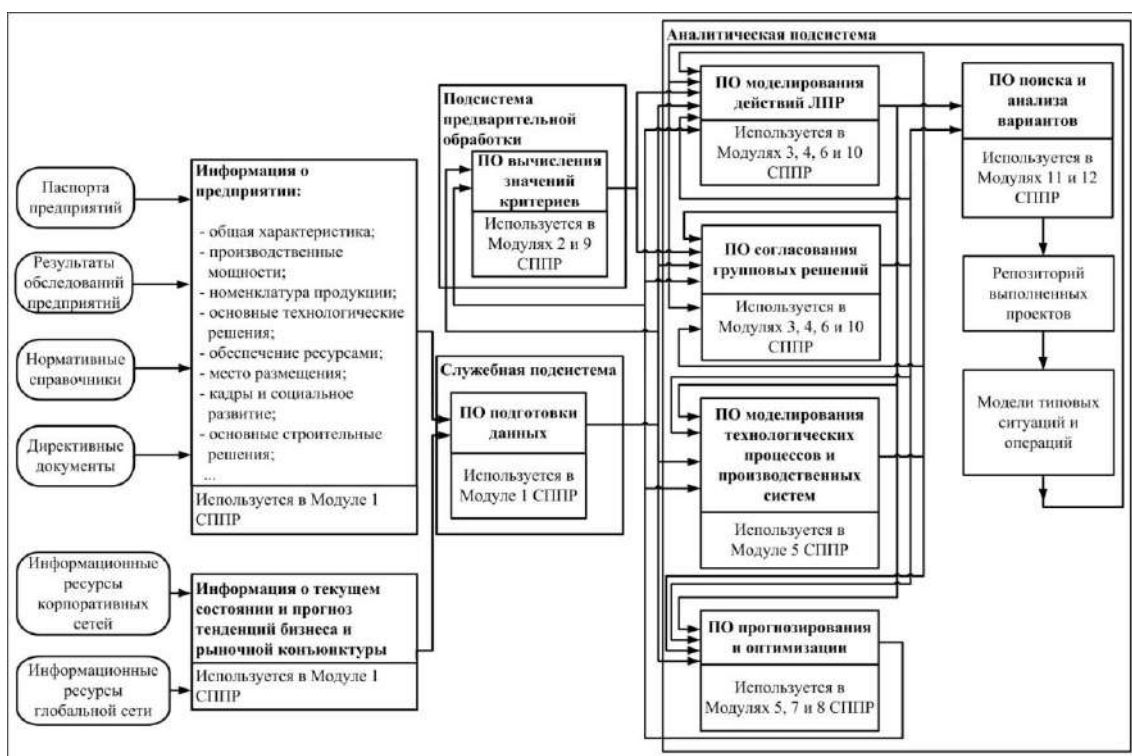 Аналитическая подсистема
Паспорта
предприятий
Результаты
обследований
предприятий
Нормативные
справочники
Директивные
документы
Информационные
ресурсы
корпоративных
сетей
Информационные
ресурсы
глобальной сети
Информация о
предприятии:
- общая характеристика;
- производственные
мощности;
- номенклатура продукции;
- основные технологические
решения;
- обеспечение ресурсами;
- место размещения;
- кадры и социальное
развитие;
- основные строительные
решения;
...
Используется в Модуле 1
СППР
Информация о текущем
состоянии и прогноз
тенденций бизнеса и
рыночной конъюнктуры
Используется в Модуле 1
СППР
Подсистема
предварительной
обработки
ПО вычисления
значений
критериев
Используется в
Модулях 2 и 9
СППР
Служебная подсистема
ПО подготовки
данных
Используется в
Модуле 1 СППР
ПО моделирования
действий ЛПР
Используется в
Модулях 3, 4, 6 и 10
СППР
ПО согласования
групповых решений
Используется в
Модулях 3, 4, 6 и 10
СППР
ПО моделирования
технологических
процессов и
производственных
систем
Используется в
Модуле 5 СППР
ПО прогнозирования
и оптимизации
Используется в
Модулях 5, 7 и 8 СППР
ПО поиска и
анализа
вариантов
Используется в
Модулях 11 и 12
СППР
Репозиторий
выполненных
проектов
Модели типовых
ситуаций и
операций